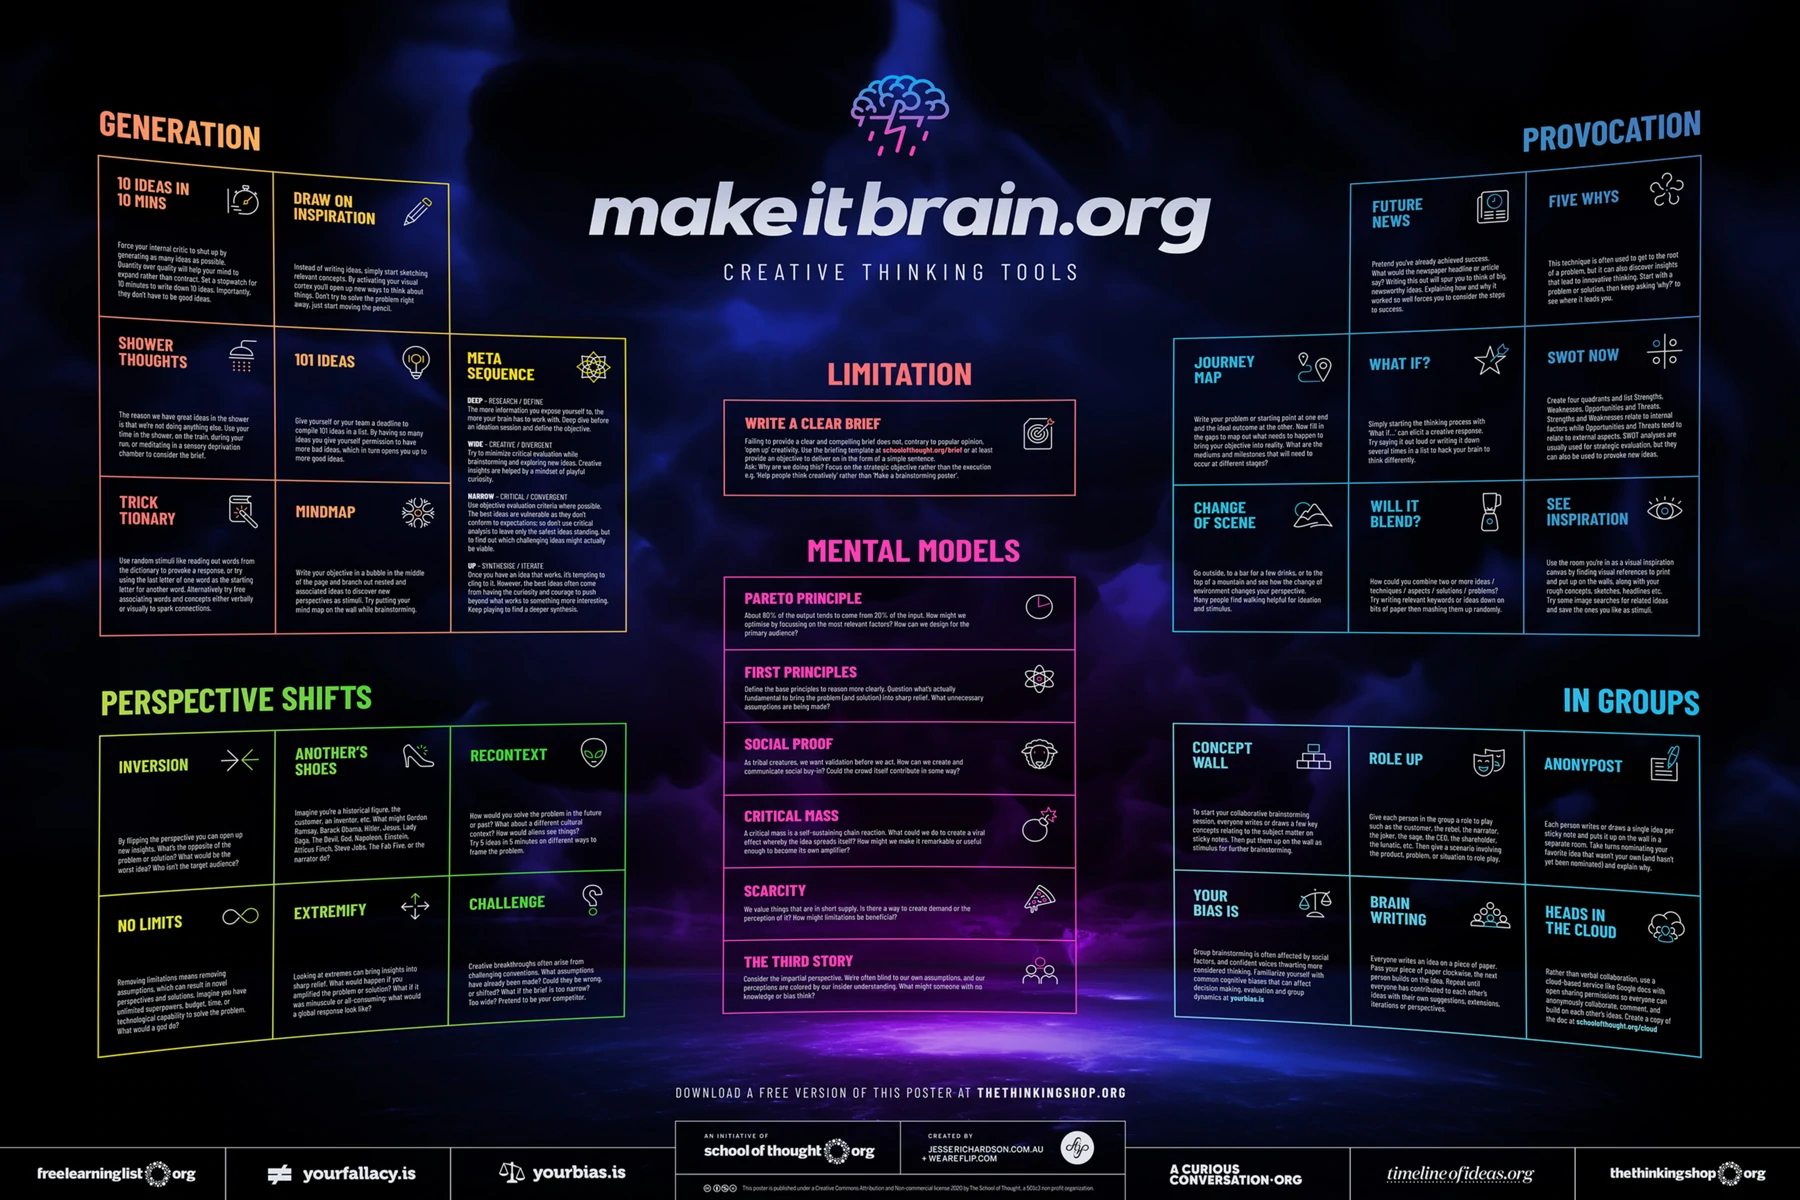 makeitbrain.org
CREATIVE THINKING TOOLS
GENERATION
10 IDEAS IN
10 MINS
Force your internal critic to shut up by
generating as many ideas as possible.
Quantity over quality will help your mind to
expand rather than contract. Set a stopwatch for
10 minutes to write down 10 ideas. Importantly,
they don't have to be good ideas.
DRAW ON
INSPIRATION
Instead of writing ideas, simply start sketching
relevant concepts. By activating your visual
cortex you'll open up new ways to think about
things. Don't try to solve the problem right
away, just start moving the pencil.
SHOWER
THOUGHTS
The reason we have great ideas in the shower
is that we're not doing anything else. Use your
time in the shower, on the train, during your
run, or meditating in a sensory deprivation
chamber to consider the brief.
101 IDEAS
Give yourself or your team a deadline to
compile 101 ideas in a list. By having so many
ideas you give yourself permission to have
more bad ideas, which in turn opens you up to
more good ideas.
META
SEQUENCE
DEEP – RESEARCH / DEFINE
The more information you expose yourself to, the
more your brain has to work with. Deep dive before
an ideation session and define the objective.
WIDE – CREATIVE / DIVERGENT
Try to minimize critical evaluation while
brainstorming and exploring new ideas. Creative
insights are helped by a mindset of playful
curiosity.
NARROW – CRITICAL / CONVERGENT
Use objective evaluation criteria where possible.
The best ideas are vulnerable as they don't
conform to expectations; so don't use critical
analysis to leave only the safest ideas standing, but
to find out which challenging ideas might actually
be viable.
UP – SYNTHESISE / ITERATE
Once you have an idea that works, it's tempting to
cling to it. However, the best ideas often come
from having the curiosity and courage to push
beyond what works to something more interesting.
Keep playing to find a deeper synthesis.
TRICK
TIONARY
Use random stimuli like reading out words from
the dictionary to provoke a response, or try
using the last letter of one word as the starting
letter for another word. Alternatively try free
associating words and concepts either verbally
or visually to spark connections.
MINDMAP
Write your objective in a bubble in the middle
of the page and branch out nested and
associated ideas to discover new
perspectives as stimuli. Try putting your
mind map on the wall while brainstorming.
LIMITATION
WRITE A CLEAR BRIEF
Failing to provide a clear and compelling brief does not, contrary to popular opinion,
'open up' creativity. Use the briefing template at schoolofthought.org/brief or at least
provide an objective to deliver on in the form of a simple sentence.
Ask: Why are we doing this? Focus on the strategic objective rather than the execution
e.g. 'Help people think creatively' rather than 'Make a brainstorming poster'.
MENTAL MODELS
PARETO PRINCIPLE
About 80% of the output tends to come from 20% of the input. How might we
optimise by focussing on the most relevant factors? How can we design for the
primary audience?
FIRST PRINCIPLES
Define the base principles to reason more clearly. Question what's actually
fundamental to bring the problem (and solution) into sharp relief. What unnecessary
assumptions are being made?
SOCIAL PROOF
As tribal creatures, we want validation before we act. How can we create and
communicate social buy-in? Could the crowd itself contribute in some way?
CRITICAL MASS
A critical mass is a self-sustaining chain reaction. What could we do to create a viral
effect whereby the idea spreads itself? How might we make it remarkable or useful
enough to become its own amplifier?
SCARCITY
We value things that are in short supply. Is there a way to create demand or the
perception of it? How might limitations be beneficial?
THE THIRD STORY
Consider the impartial perspective. We're often blind to our own assumptions, and our
perceptions are colored by our insider understanding. What might someone with no
knowledge or bias think?
PROVOCATION
FUTURE
NEWS
Pretend you've already achieved success.
What would the newspaper headline or article
say? Writing this out will spur you to think of big,
newsworthy ideas. Explaining how and why it
worked so well forces you to consider the steps
to success.
FIVE WHYS
This technique is often used to get to the root
of a problem, but it can also discover insights
that lead to innovative thinking. Start with a
problem or solution, then keep asking 'why?' to
see where it leads you.
JOURNEY
MAP
Write your problem or starting point at one end
and the ideal outcome at the other. Now fill in
the gaps to map out what needs to happen to
bring your objective into reality. What are the
mediums and milestones that will need to
occur at different stages?
WHAT IF?
Simply starting the thinking process with
'What if...' can elicit a creative response.
Try saying it out loud or writing it down
several times in a list to hack your brain to
think differently.
SWOT NOW
Create four quadrants and list Strengths,
Weaknesses, Opportunities and Threats.
Strengths and Weaknesses relate to internal
factors while Opportunities and Threats tend to
relate to external aspects. SWOT analyses are
usually used for strategic evaluation, but they
can also be used to provoke new ideas.
CHANGE
OF SCENE
Go outside, to a bar for a few drinks, or to the
top of a mountain and see how the change of
environment changes your perspective.
Many people find walking helpful for ideation
and stimulus.
WILL IT
BLEND?
How could you combine two or more ideas /
techniques / aspects / solutions / problems?
Try writing relevant keywords or ideas down on
bits of paper then mashing them up randomly.
SEE
INSPIRATION
Use the room you're in as a visual inspiration
canvas by finding visual references to print
and put up on the walls, along with your
rough concepts, sketches, headlines etc.
Try some image searches for related ideas
and save the ones you like as stimuli.
PERSPECTIVE SHIFTS
INVERSION
By flipping the perspective you can open up
new insights. What's the opposite of the
problem or solution? What would be the
worst idea? Who isn't the target audience?
ANOTHER'S
SHOES
Imagine you're a historical figure, the
customer, an inventor, etc. What might Gordon
Ramsay, Barack Obama, Hitler, Jesus, Lady
Gaga, The Devil, God, Napoleon, Einstein,
Atticus Finch, Steve Jobs, The Fab Five, or the
narrator do?
RECONTEXT
How would you solve the problem in the future
or past? What about a different cultural
context? How would aliens see things?
Try 5 ideas in 5 minutes on different ways to
frame the problem.
NO LIMITS
Removing limitations means removing
assumptions, which can result in novel
perspectives and solutions. Imagine you have
unlimited superpowers, budget, time, or
technological capability to solve the problem.
What would a god do?
EXTREMIFY
Looking at extremes can bring insights into
sharp relief. What would happen if you
amplified the problem or solution? What if it
was minuscule or all-consuming; what would
a global response look like?
CHALLENGE
Creative breakthroughs often arise from
challenging conventions. What assumptions
have already been made? Could they be wrong,
or shifted? What if the brief is too narrow?
Too wide? Pretend to be your competitor.
IN GROUPS
CONCEPT
WALL
To start your collaborative brainstorming
session, everyone writes or draws a few key
concepts relating to the subject matter on
sticky notes. Then put them up on the wall as
stimulus for further brainstorming.
ROLE UP
Give each person in the group a role to play
such as the customer, the rebel, the narrator,
the joker, the sage, the CEO, the shareholder,
the lunatic, etc. Then give a scenario involving
the product, problem, or situation to role play.
ANONYPOST
Each person writes or draws a single idea per
sticky note and puts it up on the wall in a
separate room. Take turns nominating your
favorite idea that wasn't your own (and hasn't
yet been nominated) and explain why.
YOUR
BIAS IS
Group brainstorming is often affected by social
factors, and confident voices thwarting more
considered thinking. Familiarize yourself with
common cognitive biases that can affect
decision making, evaluation and group
dynamics at yourbias.is
BRAIN
WRITING
Everyone writes an idea on a piece of paper.
Pass your piece of paper clockwise, the next
person builds on the idea. Repeat until
everyone has contributed to each other's
ideas with their own suggestions, extensions,
iterations or perspectives.
HEADS IN
THE CLOUD
Rather than verbal collaboration, use a
cloud-based service like Google docs with
open sharing permissions so everyone can
anonymously collaborate, comment, and
build on each other's ideas. Create a copy of
the doc at schoolofthought.org/cloud
DOWNLOAD A FREE VERSION OF THIS POSTER AT THETHINKINGSHOP.ORG
AN INITIATIVE OF
school of thought org
CREATED BY
JESSERICHARDSON.COM.AU
+ WEAREFLIP.COM
This poster is published under a Creative Commons Attribution and Non-commercial license 2020 by The School of Thought, a 501c3 non profit organization.
freelearninglist org
yourfallacy.is
yourbias.is
A CURIOUS
CONVERSATION·ORG
timelineofideas.org
thethinkingshop org